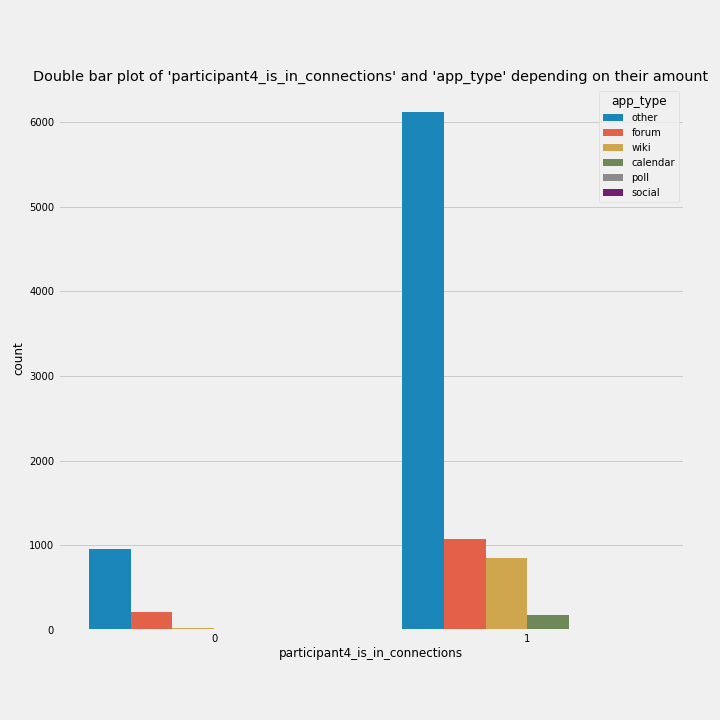 Double bar plot of 'participant4_is_in_connections' and 'app_type' depending on their amount
app_type
other
forum
wiki
calendar
poll
social
6000
5000
4000
3000
2000
1000
0
count
0 1
participant4_is_in_connections